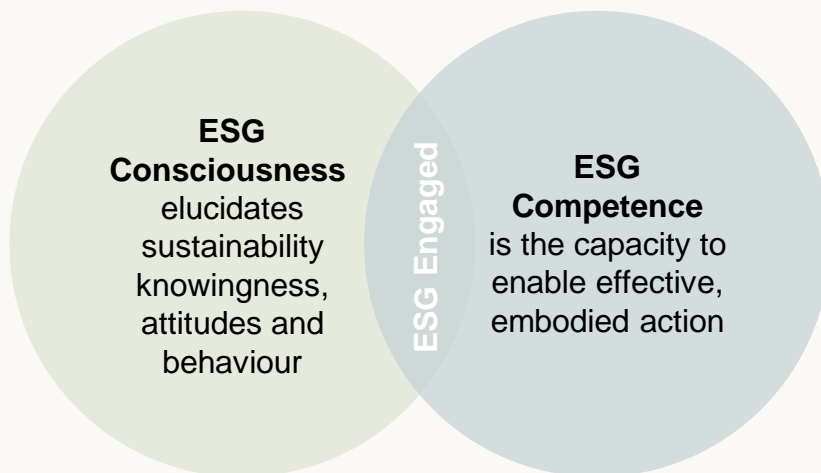 ESG
Consciousness
elucidates
sustainability
knowingness,
attitudes and
behaviour
ESG Engaged
ESG
Competence
is the capacity to
enable effective,
embodied action